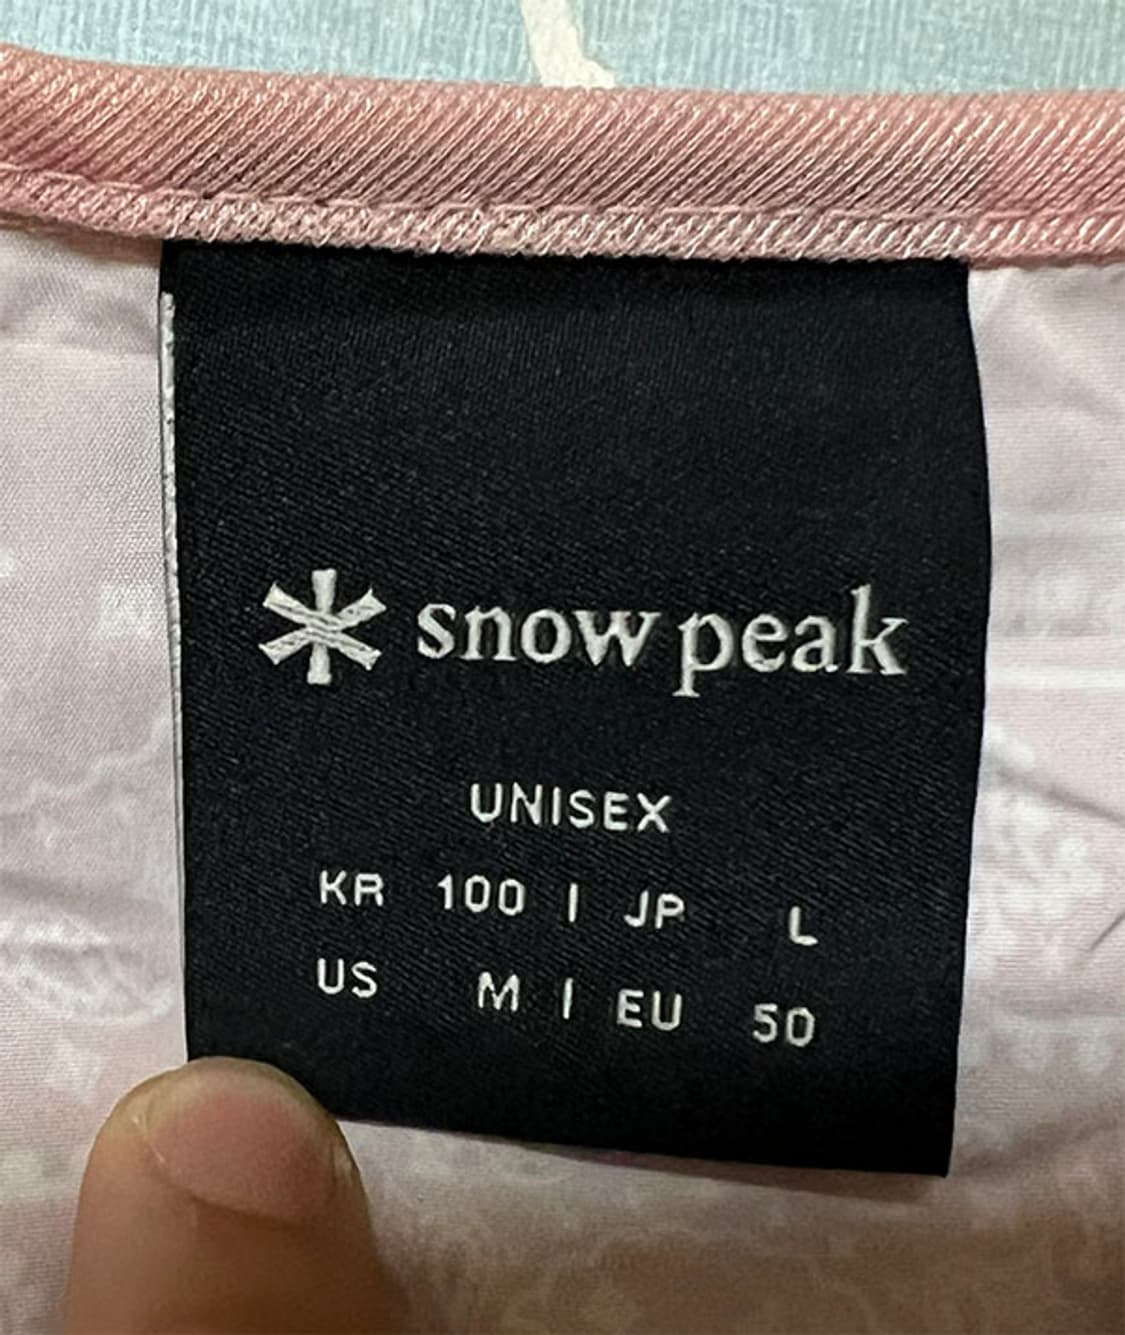 snow peak
UNISEX
KR 100 | JP L
US M | EU 50